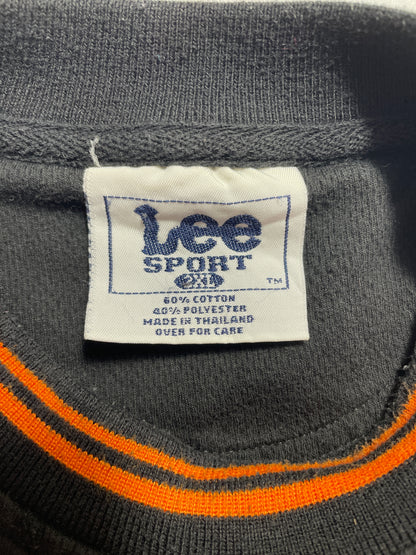 Lee
SPORT
2XL
TM
60% COTTON
40% POLYESTER
MADE IN THAILAND
OVER FOR CARE